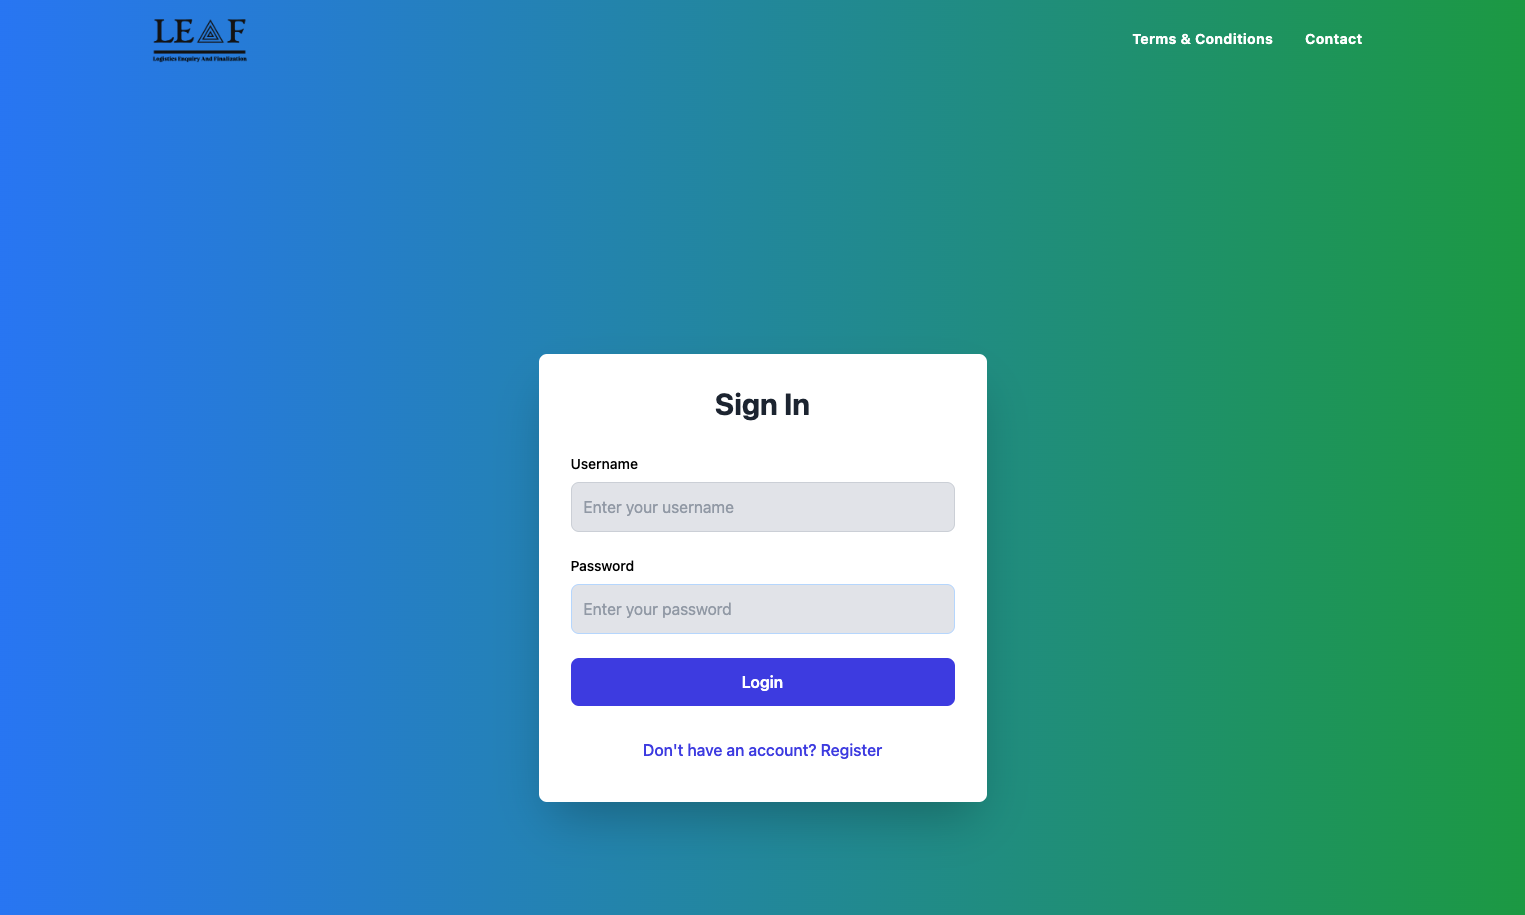 LEAF
Logistics Enquiry And Finalization
Terms & Conditions
Contact
Sign In
Username
Enter your username
Password
Enter your password
Login
Don't have an account? Register